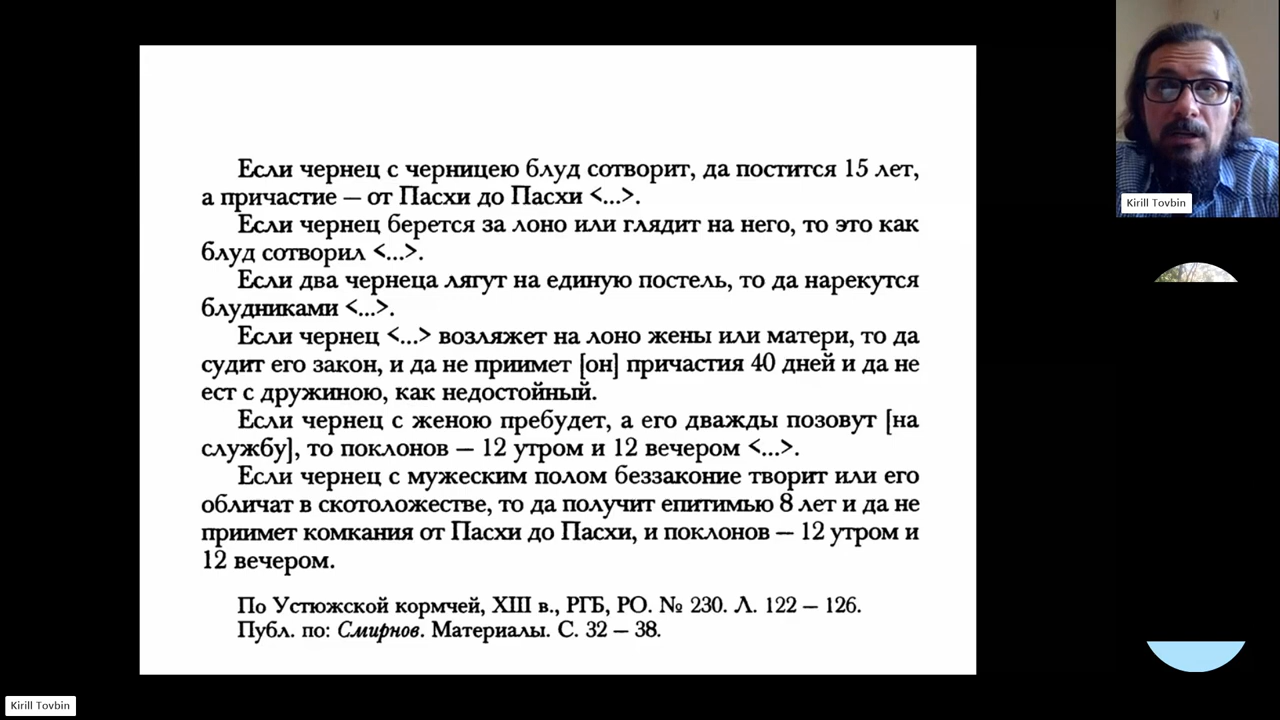 Если чернец с черницею блуд сотворит, да постится 15 лет,
а причастие — от Пасхи до Пасхи <...>.
Если чернец берется за лоно или глядит на него, то это как
блуд сотворил <...>.
Если два чернеца лягут на единую постель, то да нарекутся
блудниками <...>.
Если чернец <...> возляжет на лоно жены или матери, то да
судит его закон, и да не приимет [он] причастия 40 дней и да не
ест с дружиною, как недостойный.
Если чернец с женою пребудет, а его дважды позовут [на
службу], то поклонов — 12 утром и 12 вечером <...>.
Если чернец с мужеским полом беззаконие творит или его
обличат в скотоложестве, то да получит епитимью 8 лет и да не
приимет комкания от Пасхи до Пасхи, и поклонов — 12 утром и
12 вечером.
По Устюжской кормчей, XIII в., РГБ, РО. № 230. Л. 122 — 126.
Публ. по: Смирнов. Материалы. С. 32 — 38.
Kirill Tovbin
Kirill Tovbin